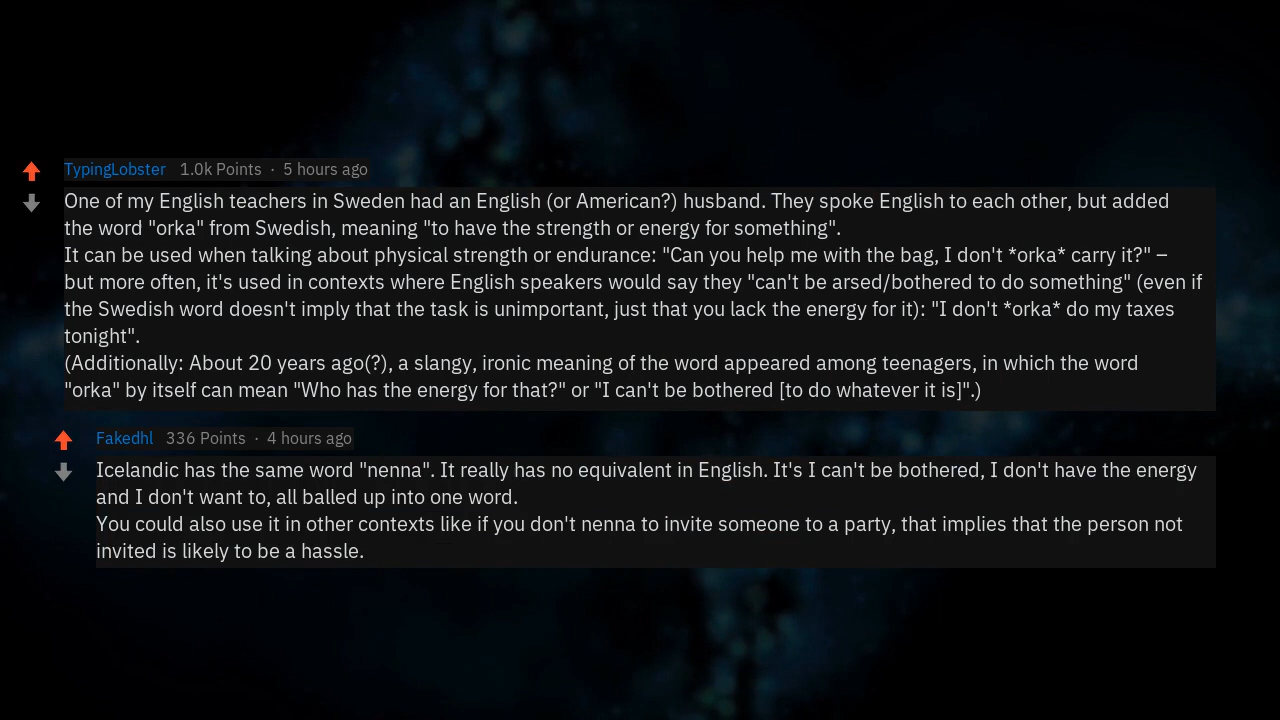 TypingLobster 1.0k Points · 5 hours ago
One of my English teachers in Sweden had an English (or American?) husband. They spoke English to each other, but added
the word "orka" from Swedish, meaning "to have the strength or energy for something".
It can be used when talking about physical strength or endurance: "Can you help me with the bag, I don't *orka* carry it?" –
but more often, it's used in contexts where English speakers would say they "can't be arsed/bothered to do something" (even if
the Swedish word doesn't imply that the task is unimportant, just that you lack the energy for it): "I don't *orka* do my taxes
tonight".
(Additionally: About 20 years ago(?), a slangy, ironic meaning of the word appeared among teenagers, in which the word
"orka" by itself can mean "Who has the energy for that?" or "I can't be bothered [to do whatever it is]".)
Fakedhl 336 Points · 4 hours ago
Icelandic has the same word "nenna". It really has no equivalent in English. It's I can't be bothered, I don't have the energy
and I don't want to, all balled up into one word.
You could also use it in other contexts like if you don't nenna to invite someone to a party, that implies that the person not
invited is likely to be a hassle.